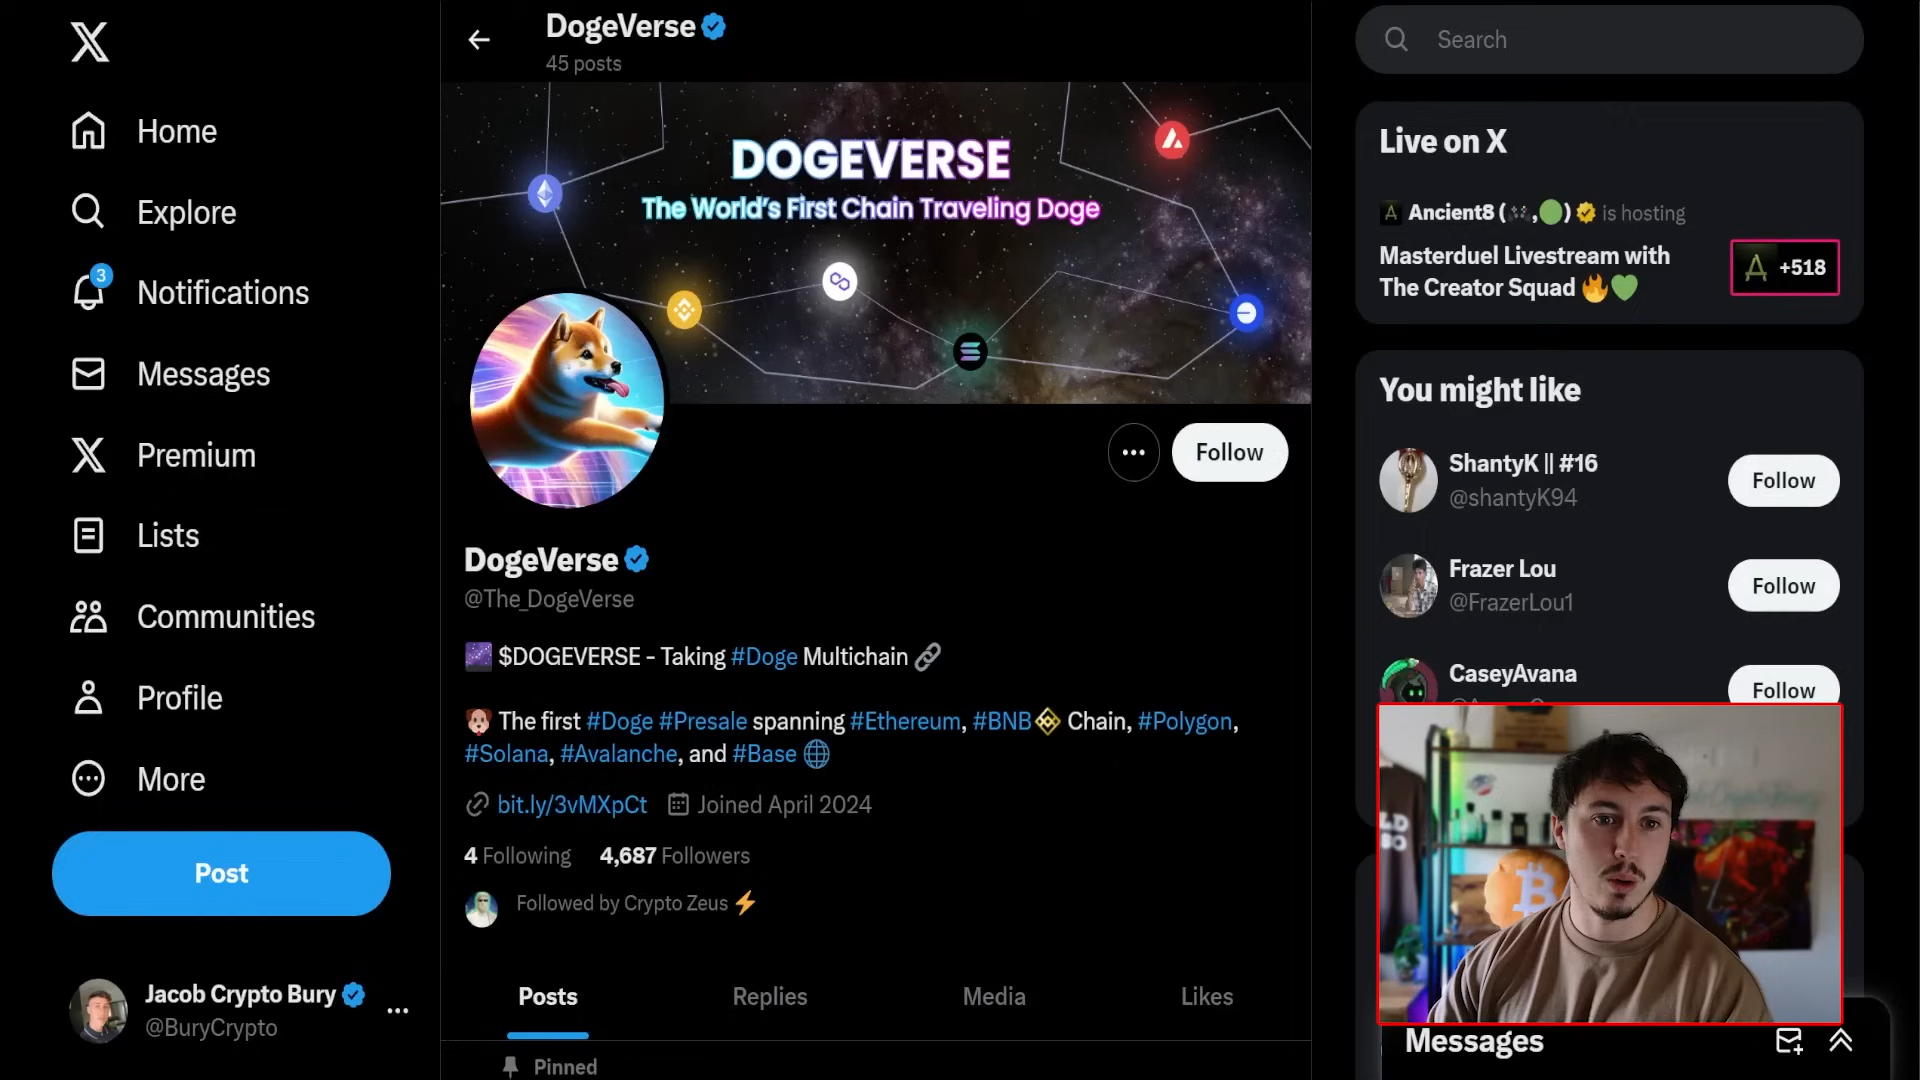 Home
Explore
3
Notifications
Messages
Premium
Lists
Communities
Profile
More
Post
Jacob Crypto Bury
@BuryCrypto
DogeVerse
45 posts
DOGEVERSE
The World's First Chain Traveling Doge
Follow
DogeVerse
@The_DogeVerse
$DOGEVERSE - Taking #Doge Multichain
The first #Doge #Presale spanning #Ethereum, #BNB Chain, #Polygon,
#Solana, #Avalanche, and #Base
bit.ly/3vMXpCt Joined April 2024
4 Following 4,687 Followers
Followed by Crypto Zeus
Posts Replies Media Likes
Pinned
Search
Live on X
Ancient8 ( , ) is hosting
Masterduel Livestream with
The Creator Squad
+518
You might like
ShantyK || #16
@shantyK94
Follow
Frazer Lou
@FrazerLou1
Follow
CaseyAvana
Follow
Messages